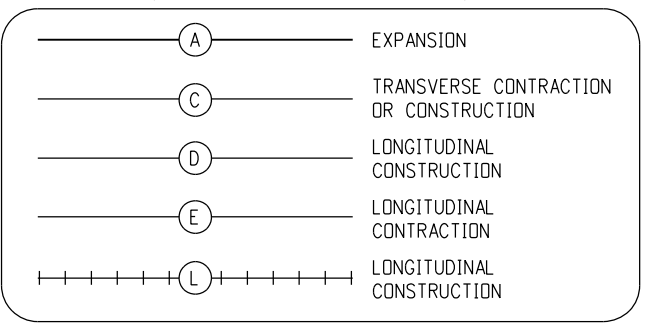 A EXPANSION
C TRANSVERSE CONTRACTION
OR CONSTRUCTION
D LONGITUDINAL
CONSTRUCTION
E LONGITUDINAL
CONTRACTION
L LONGITUDINAL
CONSTRUCTION